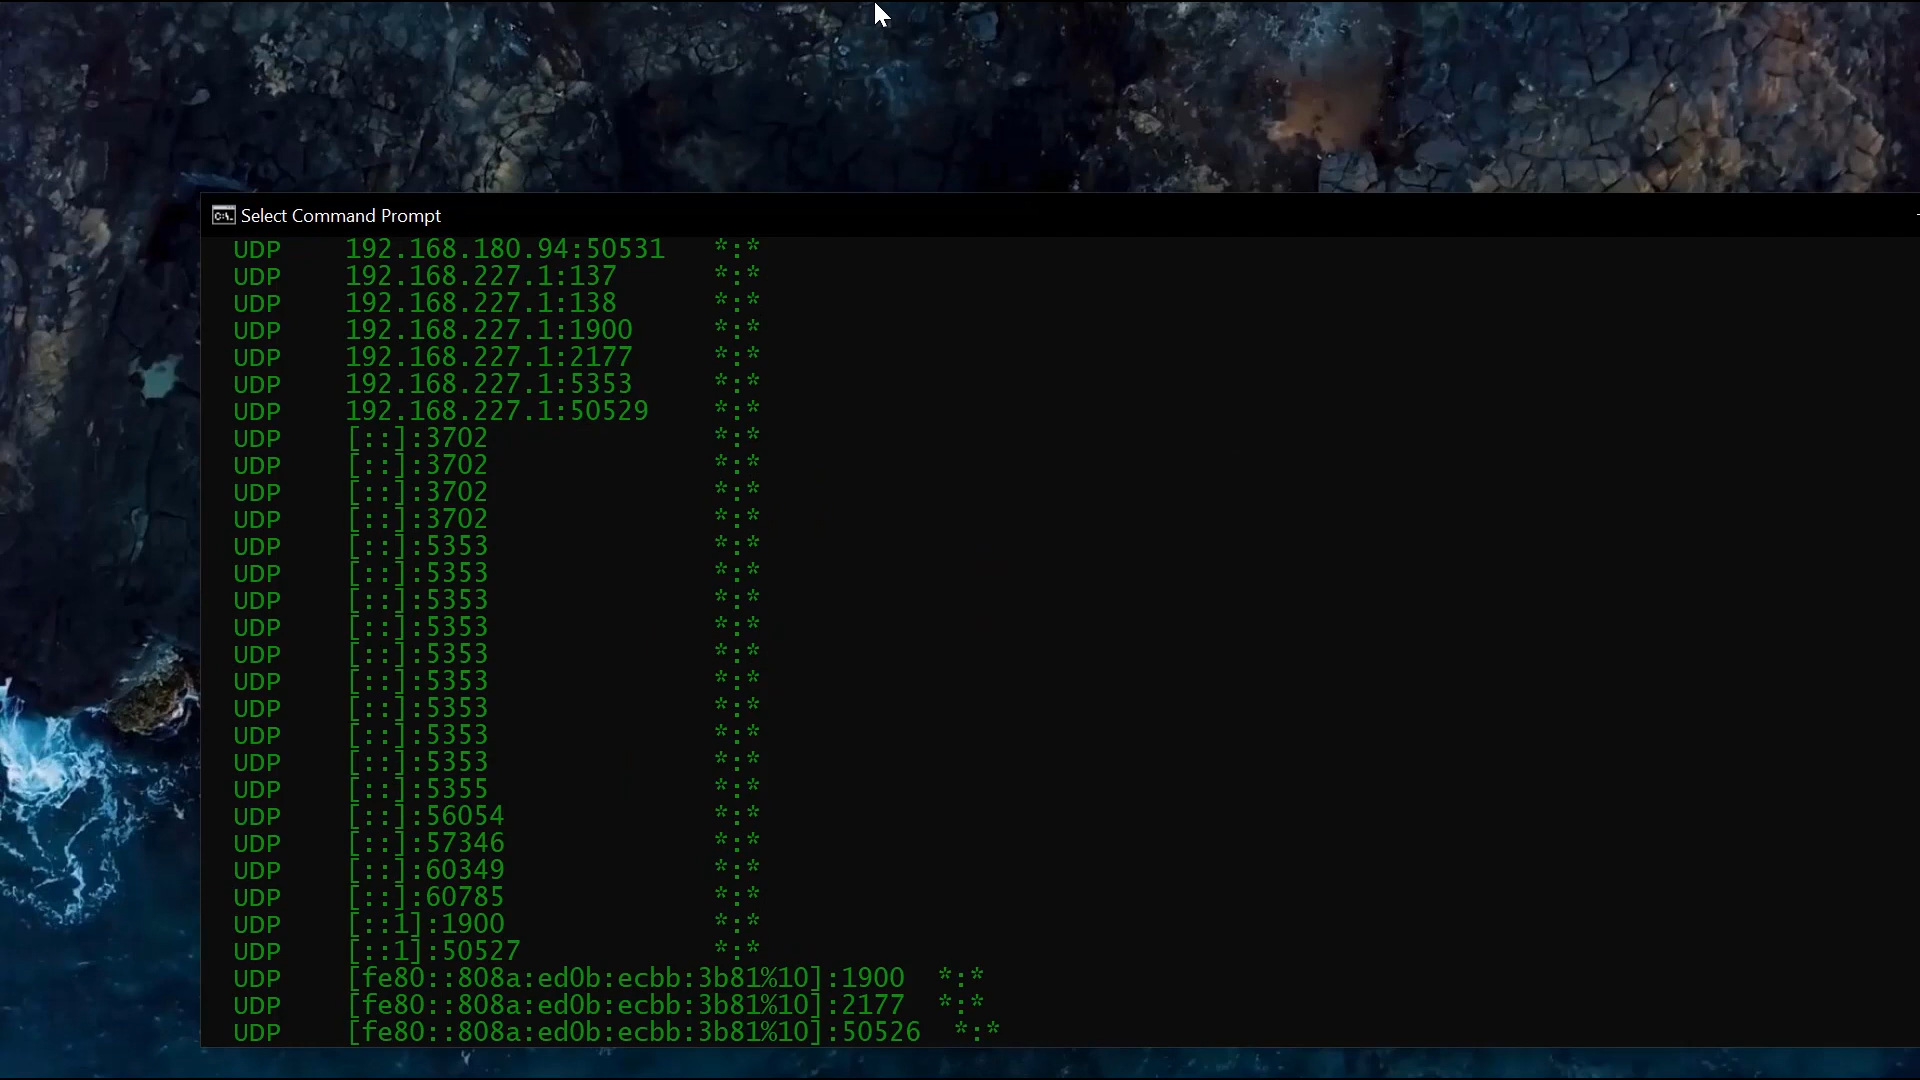 Select Command Prompt
UDP 192.168.180.94:50531 *:*
UDP 192.168.227.1:137 *:*
UDP 192.168.227.1:138 *:*
UDP 192.168.227.1:1900 *:*
UDP 192.168.227.1:2177 *:*
UDP 192.168.227.1:5353 *:*
UDP 192.168.227.1:50529 *:*
UDP [::]:3702 *:*
UDP [::]:3702 *:*
UDP [::]:3702 *:*
UDP [::]:3702 *:*
UDP [::]:5353 *:*
UDP [::]:5353 *:*
UDP [::]:5353 *:*
UDP [::]:5353 *:*
UDP [::]:5353 *:*
UDP [::]:5353 *:*
UDP [::]:5353 *:*
UDP [::]:5353 *:*
UDP [::]:5353 *:*
UDP [::]:5355 *:*
UDP [::]:56054 *:*
UDP [::]:57346 *:*
UDP [::]:60349 *:*
UDP [::]:60785 *:*
UDP [::1]:1900 *:*
UDP [::1]:50527 *:*
UDP [fe80::808a:ed0b:ecbb:3b81%10]:1900 *:*
UDP [fe80::808a:ed0b:ecbb:3b81%10]:2177 *:*
UDP [fe80::808a:ed0b:ecbb:3b81%10]:50526 *:*